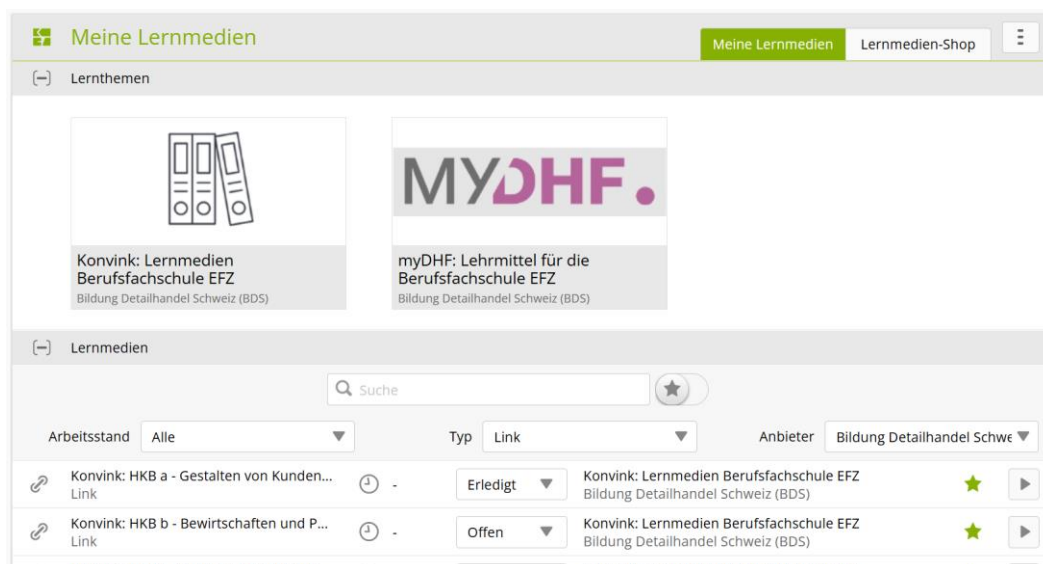 Meine Lernmedien
Meine Lernmedien
Lernmedien-Shop
Lernthemen
MYDHF.
Konvink: Lernmedien
Berufsfachschule EFZ
Bildung Detailhandel Schweiz (BDS)
myDHF: Lehrmittel für die
Berufsfachschule EFZ
Bildung Detailhandel Schweiz (BDS)
Lernmedien
Suche
Arbeitsstand Alle Typ Link Anbieter Bildung Detailhandel Schwe
Konvink: HKB a - Gestalten von Kunden...
Link
-
Erledigt
Konvink: Lernmedien Berufsfachschule EFZ
Bildung Detailhandel Schweiz (BDS)
Konvink: HKB b - Bewirtschaften und P...
Link
-
Offen
Konvink: Lernmedien Berufsfachschule EFZ
Bildung Detailhandel Schweiz (BDS)